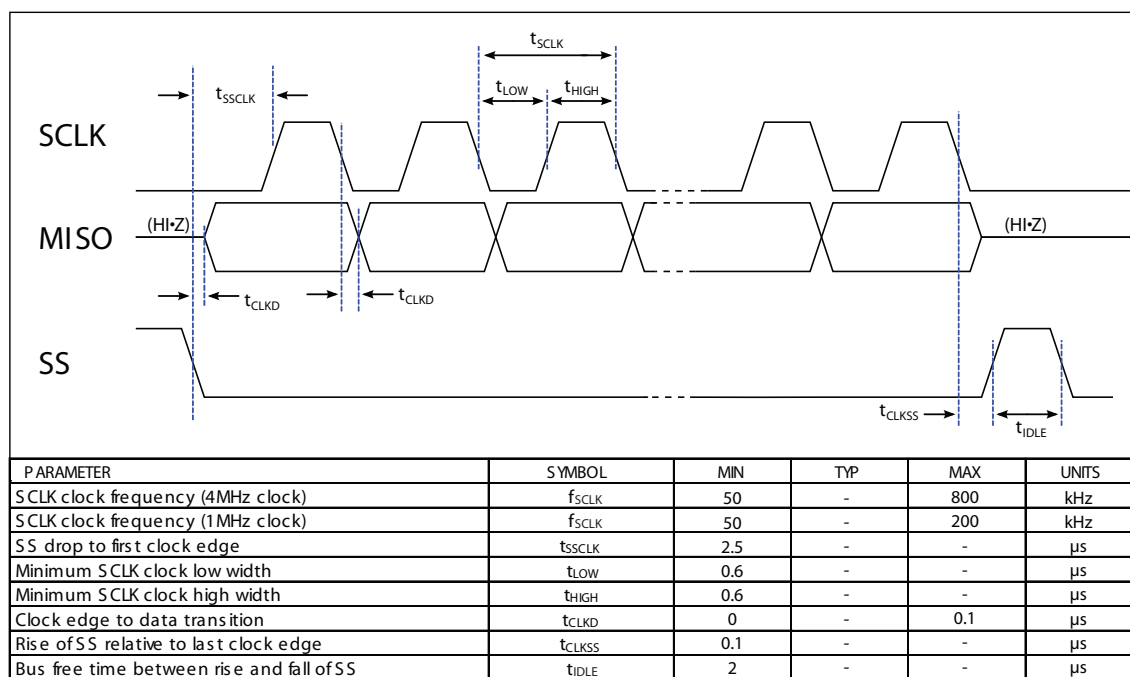 tSCLK
tSSCLK
tLOW
tHIGH
SCLK
(HI•Z)
(HI•Z)
MISO
tCLKD
tCLKD
SS
tCLKSS
tIDLE
PARAMETER SYMBOL MIN TYP MAX UNITS
SCLK clock frequency (4MHz clock) fSCLK 50 - 800 kHz
SCLK clock frequency (1MHz clock) fSCLK 50 - 200 kHz
SS drop to first clock edge tSSCLK 2.5 - - µs
Minimum SCLK clock low width tLOW 0.6 - - µs
Minimum SCLK clock high width tHIGH 0.6 - - µs
Clock edge to data transition tCLKD 0 - 0.1 µs
Rise of SS relative to last clock edge tCLKSS 0.1 - - µs
Bus free time between rise and fall of SS tIDLE 2 - - µs